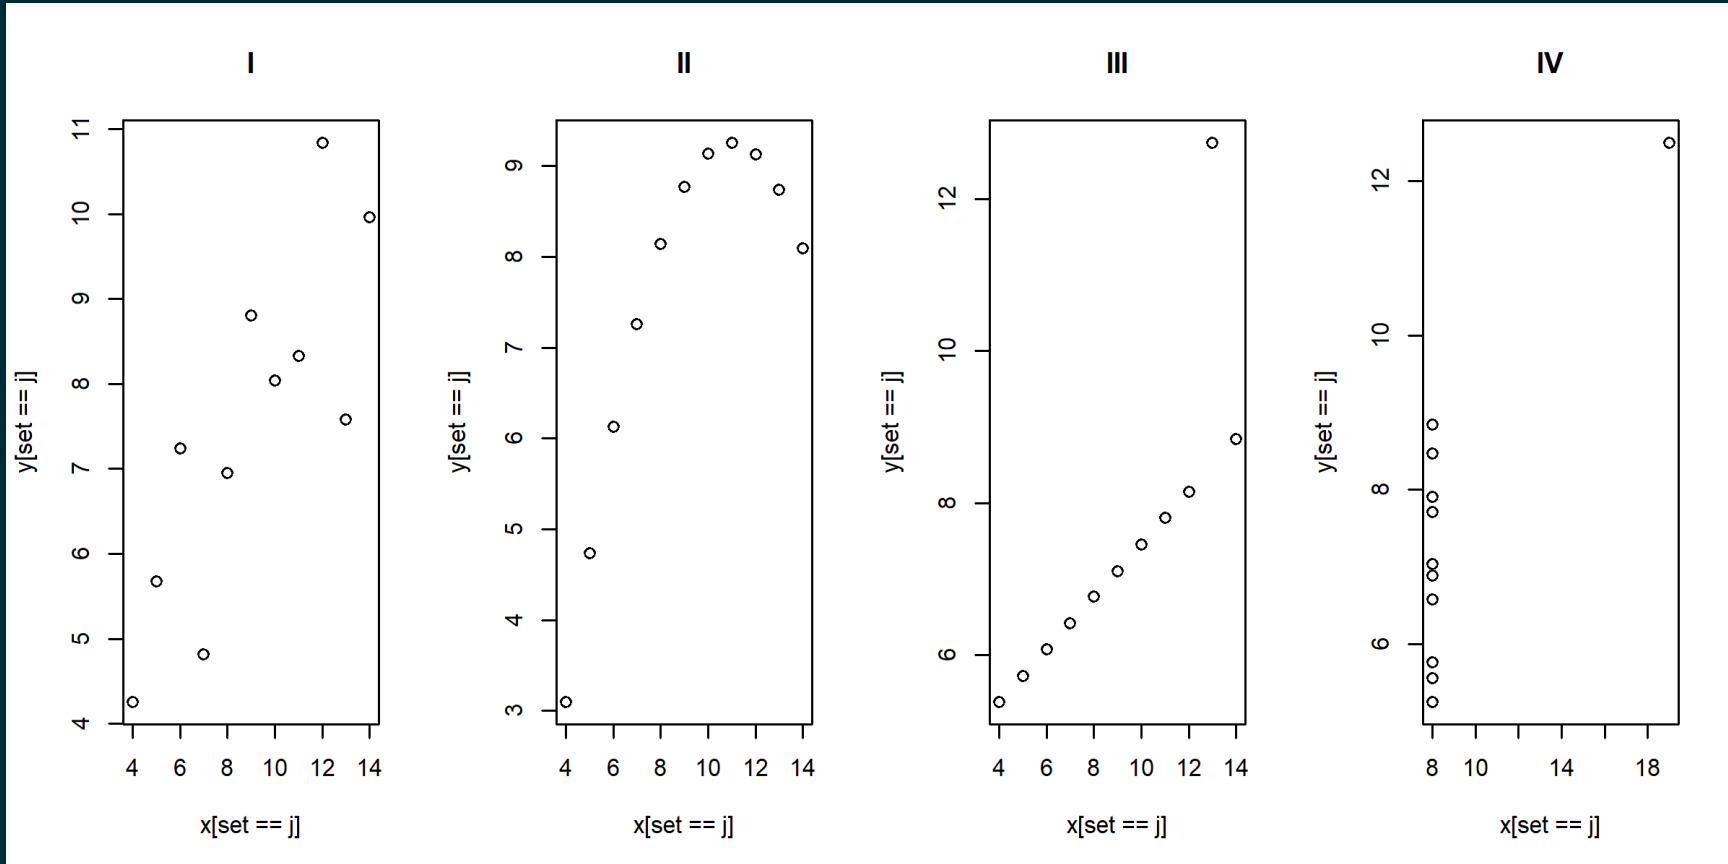 I
II
III
IV
y[set == j]
11
10
9
8
7
6
5
4
4 6 8 10 12 14
x[set == j]
y[set == j]
9
8
7
6
5
4
3
4 6 8 10 12 14
x[set == j]
y[set == j]
12
10
8
6
4 6 8 10 12 14
x[set == j]
y[set == j]
12
10
8
6
8 10 14 18
x[set == j]